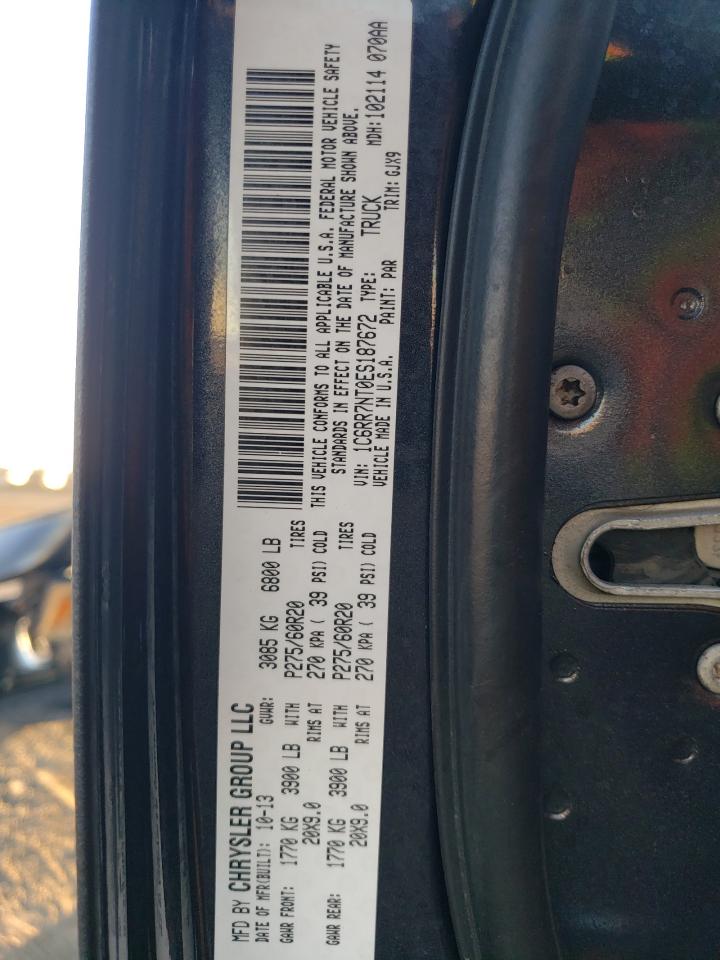 MFD BY CHRYSLER GROUP LLC
DATE OF MFR(BUILT): 10-13 GVWR: 3085 KG 6800 LB
GAWR FRONT: 1770 KG 3900 LB WITH P275/60R20 TIRES
20X9.0 RIMS AT 270 KPA ( 39 PSI) COLD
GAWR REAR: 1770 KG 3900 LB WITH P275/60R20 TIRES
20X9.0 RIMS AT 270 KPA ( 39 PSI) COLD
THIS VEHICLE CONFORMS TO ALL APPLICABLE U.S.A. FEDERAL MOTOR VEHICLE SAFETY
STANDARDS IN EFFECT ON THE DATE OF MANUFACTURE SHOWN ABOVE.
VIN: 1C6RR7NT0ES187672 TYPE: TRUCK MDH:102114 070AA
VEHICLE MADE IN U.S.A. PAINT: PAR TRIM: GJX9